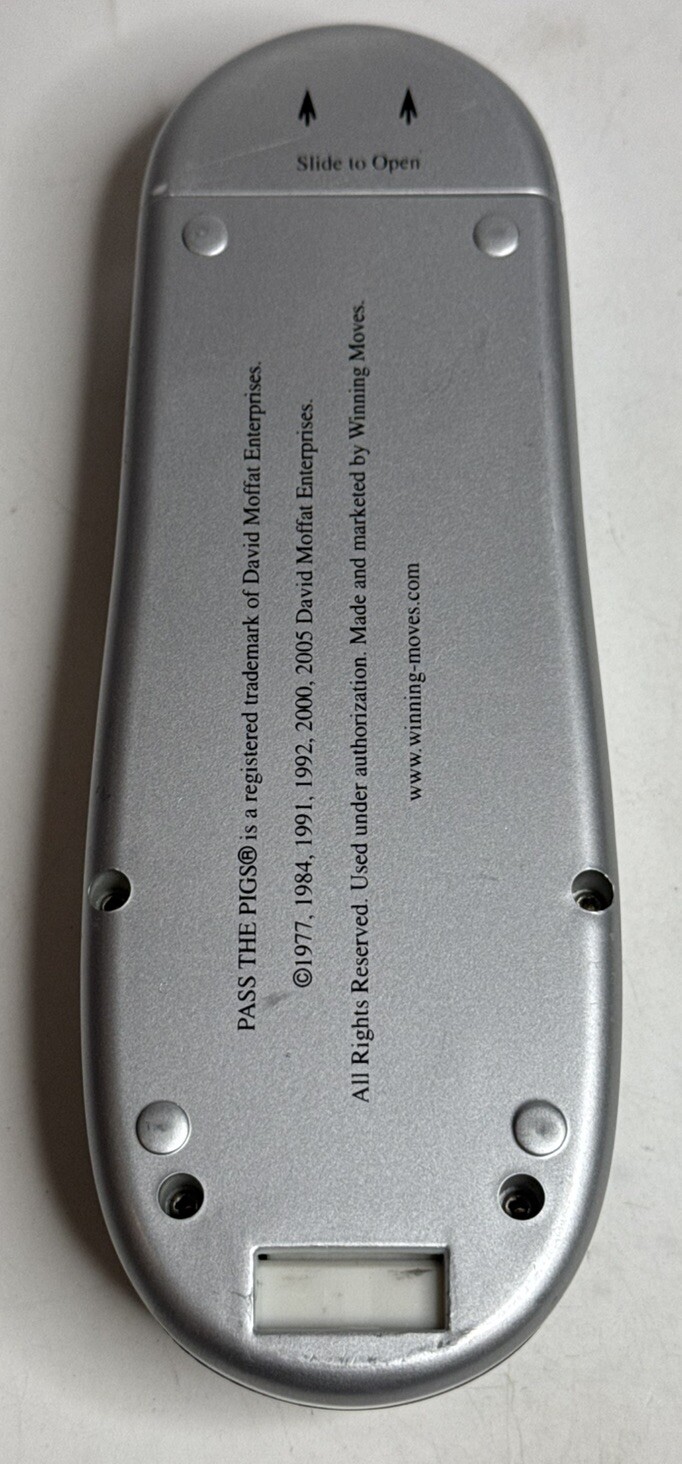 Slide to Open
PASS THE PIGS® is a registered trademark of David Moffat Enterprises.
©1977, 1984, 1991, 1992, 2000, 2005 David Moffat Enterprises.
All Rights Reserved. Used under authorization. Made and marketed by Winning Moves.
www.winning-moves.com